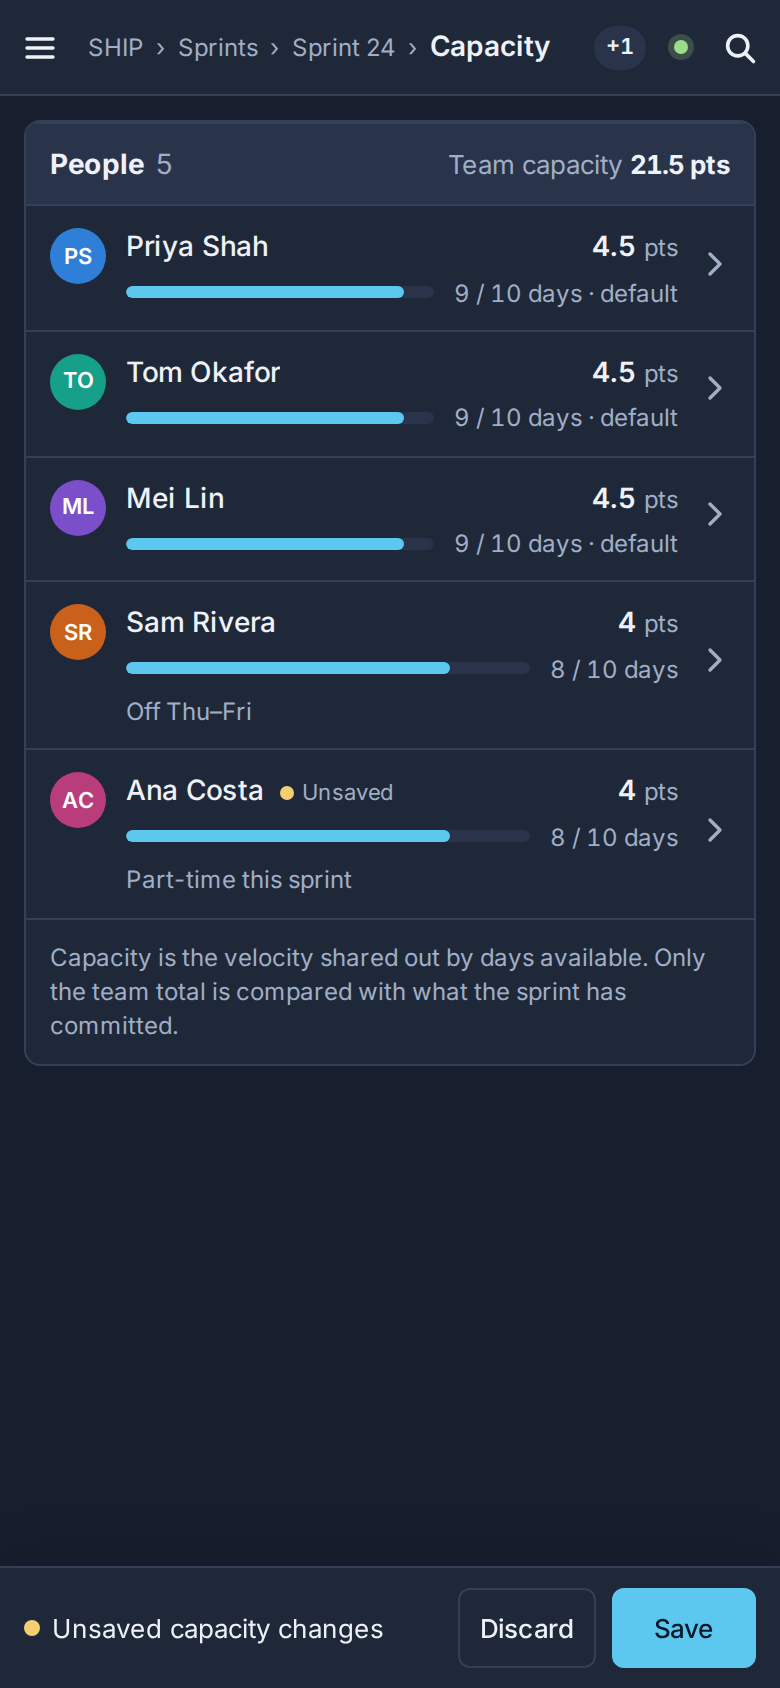 SHIP › Sprints › Sprint 24 › Capacity +1
People 5 Team capacity 21.5 pts
PS Priya Shah 4.5 pts
9 / 10 days · default
TO Tom Okafor 4.5 pts
9 / 10 days · default
ML Mei Lin 4.5 pts
9 / 10 days · default
SR Sam Rivera 4 pts
8 / 10 days
Off Thu–Fri
AC Ana Costa Unsaved 4 pts
8 / 10 days
Part-time this sprint
Capacity is the velocity shared out by days available. Only
the team total is compared with what the sprint has
committed.
Unsaved capacity changes Discard Save